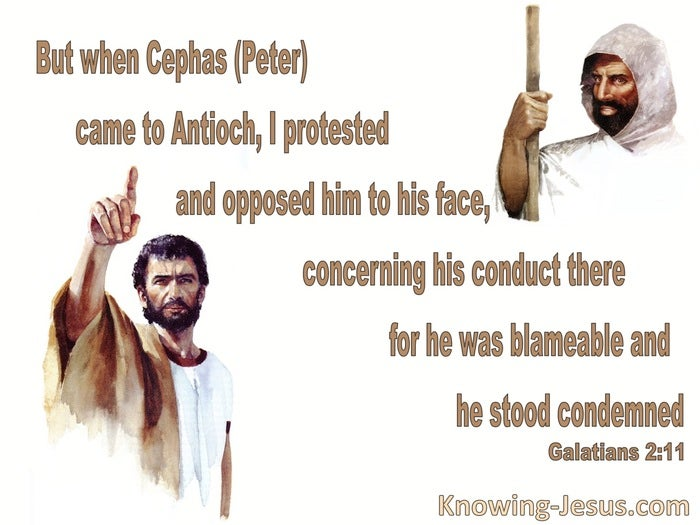 But when Cephas (Peter)
came to Antioch, I protested
and opposed him to his face,
concerning his conduct there
for he was blameable and
he stood condemned
Galatians 2:11
Knowing-Jesus.com